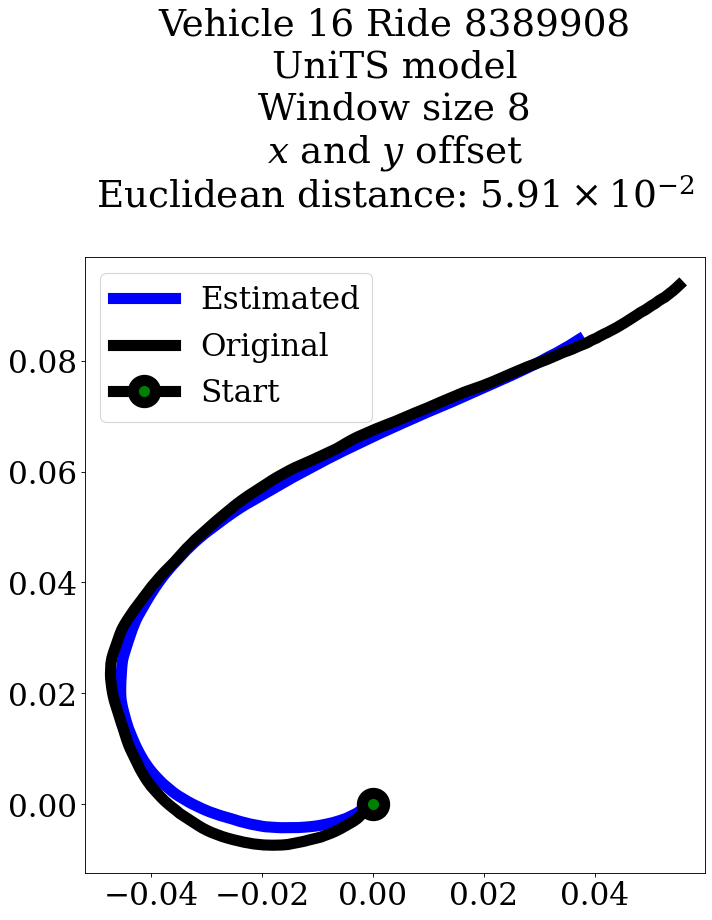 Vehicle 16 Ride 8389908
UniTS model
Window size 8
x and y offset
Euclidean distance: 5.91 × 10⁻²
Estimated
Original
Start
0.08
0.06
0.04
0.02
0.00
−0.04 −0.02 0.00 0.02 0.04